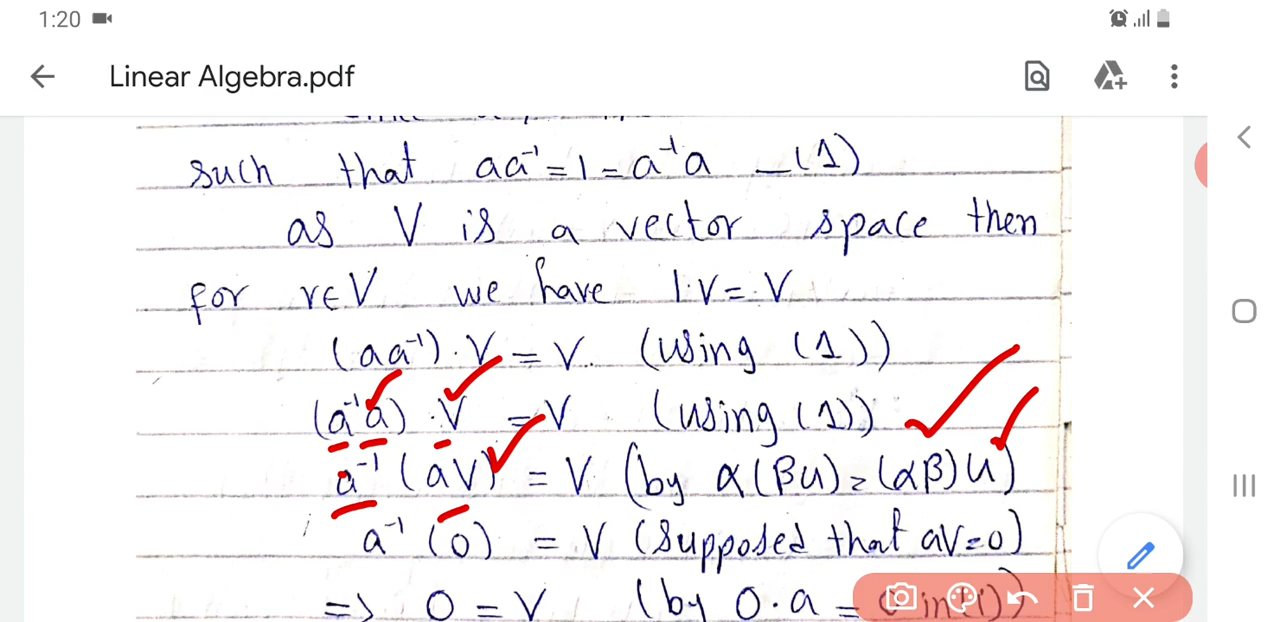 1:20
Linear Algebra.pdf
such that aa⁻¹ = 1 = a⁻¹a — (1)
as V is a vector space then
for v∈V we have 1·V = V
(aa⁻¹)·V = V (using (1))
(a⁻¹a)·V = V (using (1))
a⁻¹(aV) = V (by α(βu) = (αβ)u)
a⁻¹(0) = V (supposed that aV=0)
=> 0 = V (by 0·a =